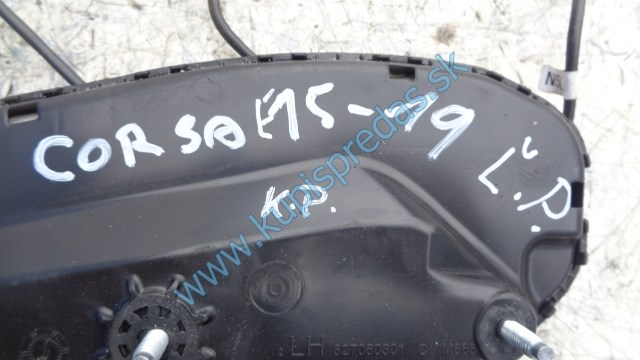 CORSA E 15-19
Ľ.P.
K.P.
www.kupispredas.sk
LH